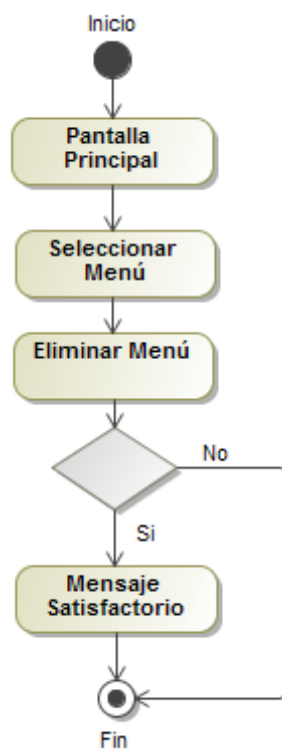 Inicio
Pantalla
Principal
Seleccionar
Menú
Eliminar Menú
No
Si
Mensaje
Satisfactorio
Fin